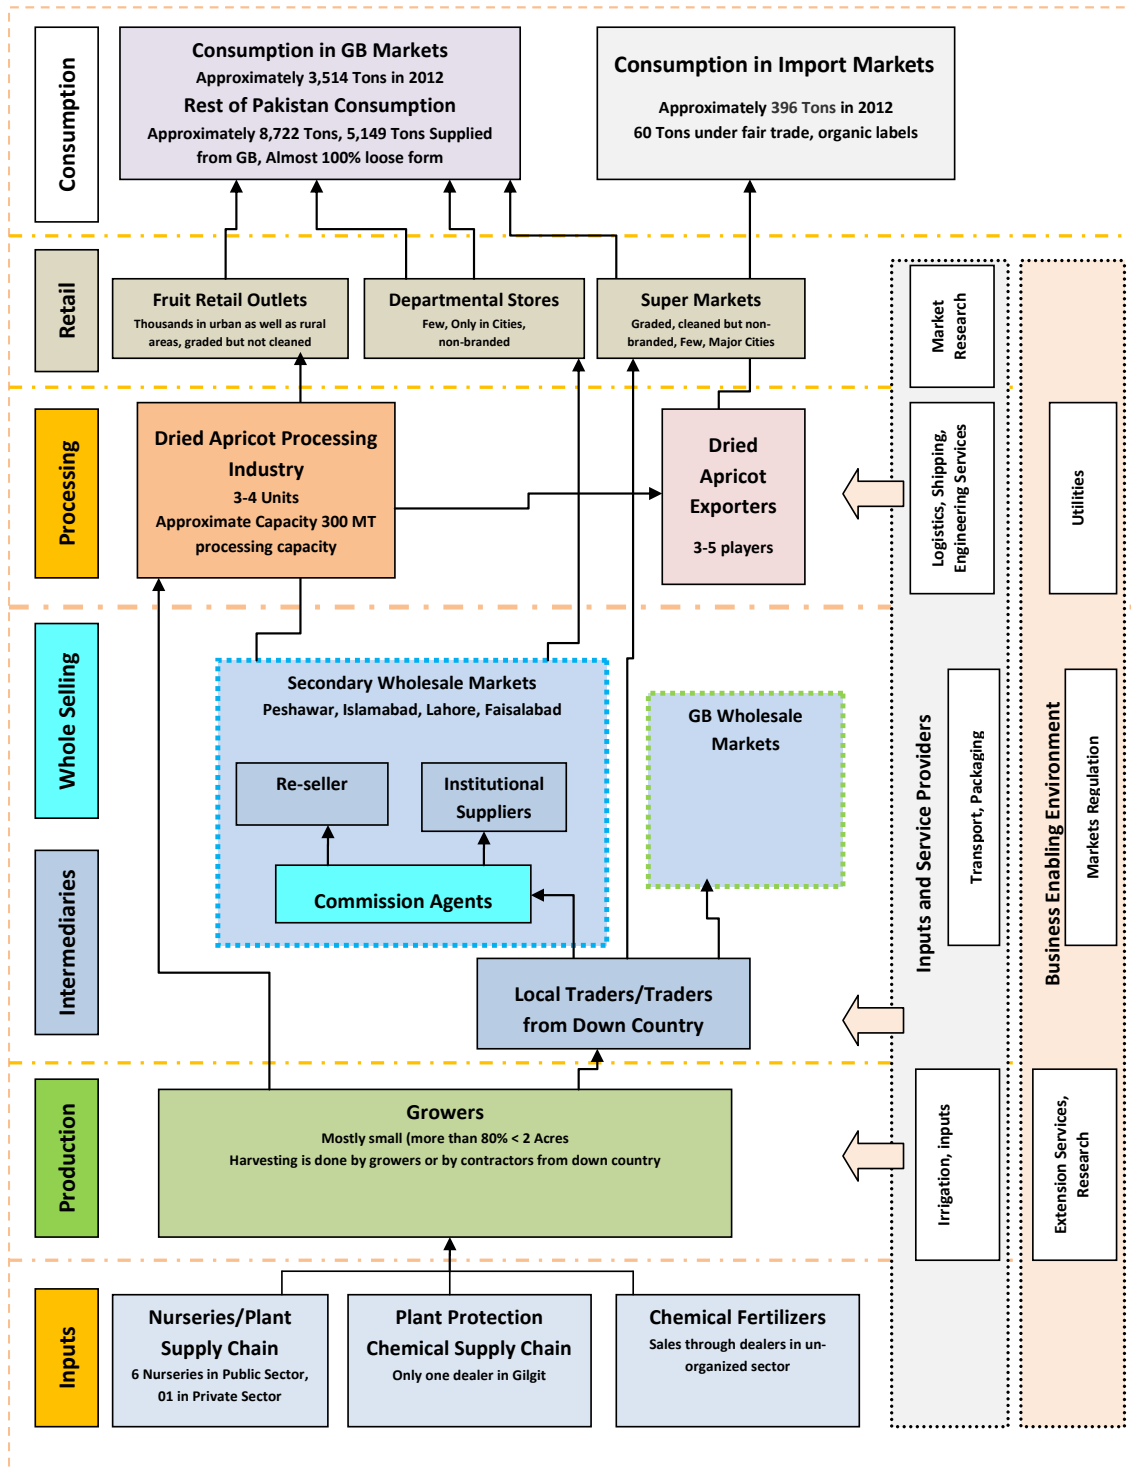 Consumption
Consumption in GB Markets
Approximately 3,514 Tons in 2012
Rest of Pakistan Consumption
Approximately 8,722 Tons, 5,149 Tons Supplied
from GB, Almost 100% loose form
Consumption in Import Markets
Approximately 396 Tons in 2012
60 Tons under fair trade, organic labels
Retail
Fruit Retail Outlets
Thousands in urban as well as rural
areas, graded but not cleaned
Departmental Stores
Few, Only in Cities,
non-branded
Super Markets
Graded, cleaned but non-
branded, Few, Major Cities
Processing
Dried Apricot Processing
Industry
3-4 Units
Approximate Capacity 300 MT
processing capacity
Dried
Apricot
Exporters
3-5 players
Whole Selling
Secondary Wholesale Markets
Peshawar, Islamabad, Lahore, Faisalabad
Re-seller
Institutional
Suppliers
Commission Agents
GB Wholesale
Markets
Intermediaries
Local Traders/Traders
from Down Country
Production
Growers
Mostly small (more than 80% < 2 Acres
Harvesting is done by growers or by contractors from down country
Inputs
Nurseries/Plant
Supply Chain
6 Nurseries in Public Sector,
01 in Private Sector
Plant Protection
Chemical Supply Chain
Only one dealer in Gilgit
Chemical Fertilizers
Sales through dealers in un-
organized sector
Inputs and Service Providers
Market
Research
Logistics, Shipping,
Engineering Services
Transport, Packaging
Irrigation, inputs
Business Enabling Environment
Utilities
Markets Regulation
Extension Services,
Research